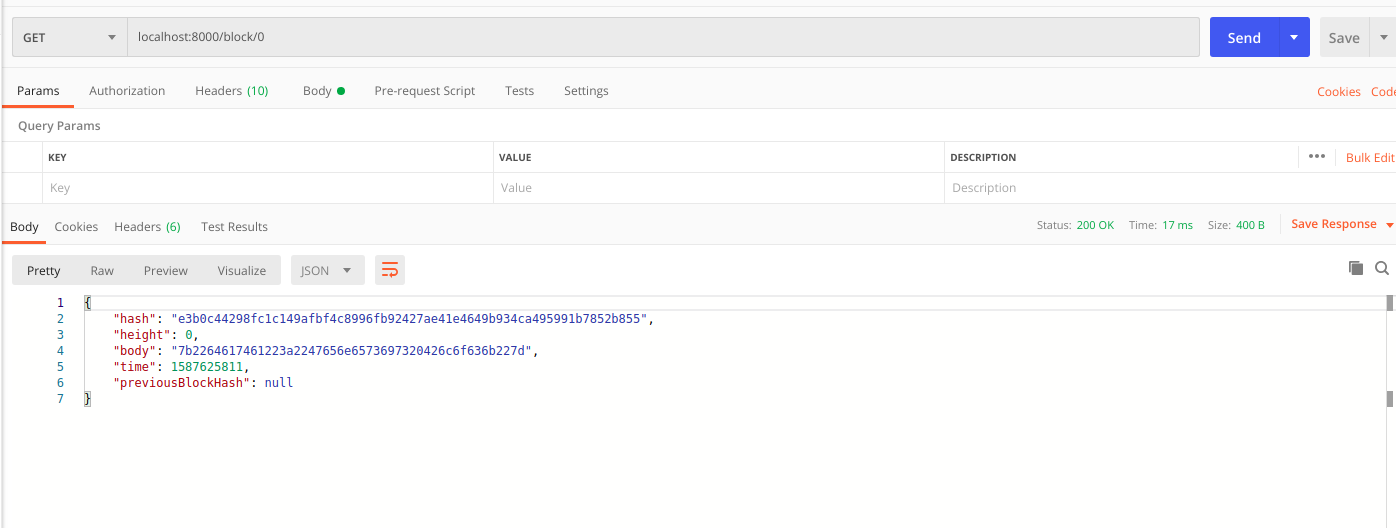 GET localhost:8000/block/0 Send Save
Params Authorization Headers (10) Body Pre-request Script Tests Settings Cookies Code
Query Params
KEY VALUE DESCRIPTION ••• Bulk Edit
Key Value Description
Body Cookies Headers (6) Test Results Status: 200 OK Time: 17 ms Size: 400 B Save Response
Pretty Raw Preview Visualize JSON
1 {
2 "hash": "e3b0c44298fc1c149afbf4c8996fb92427ae41e4649b934ca495991b7852b855",
3 "height": 0,
4 "body": "7b2264617461223a2247656e6573697320426c6f636b227d",
5 "time": 1587625811,
6 "previousBlockHash": null
7 }